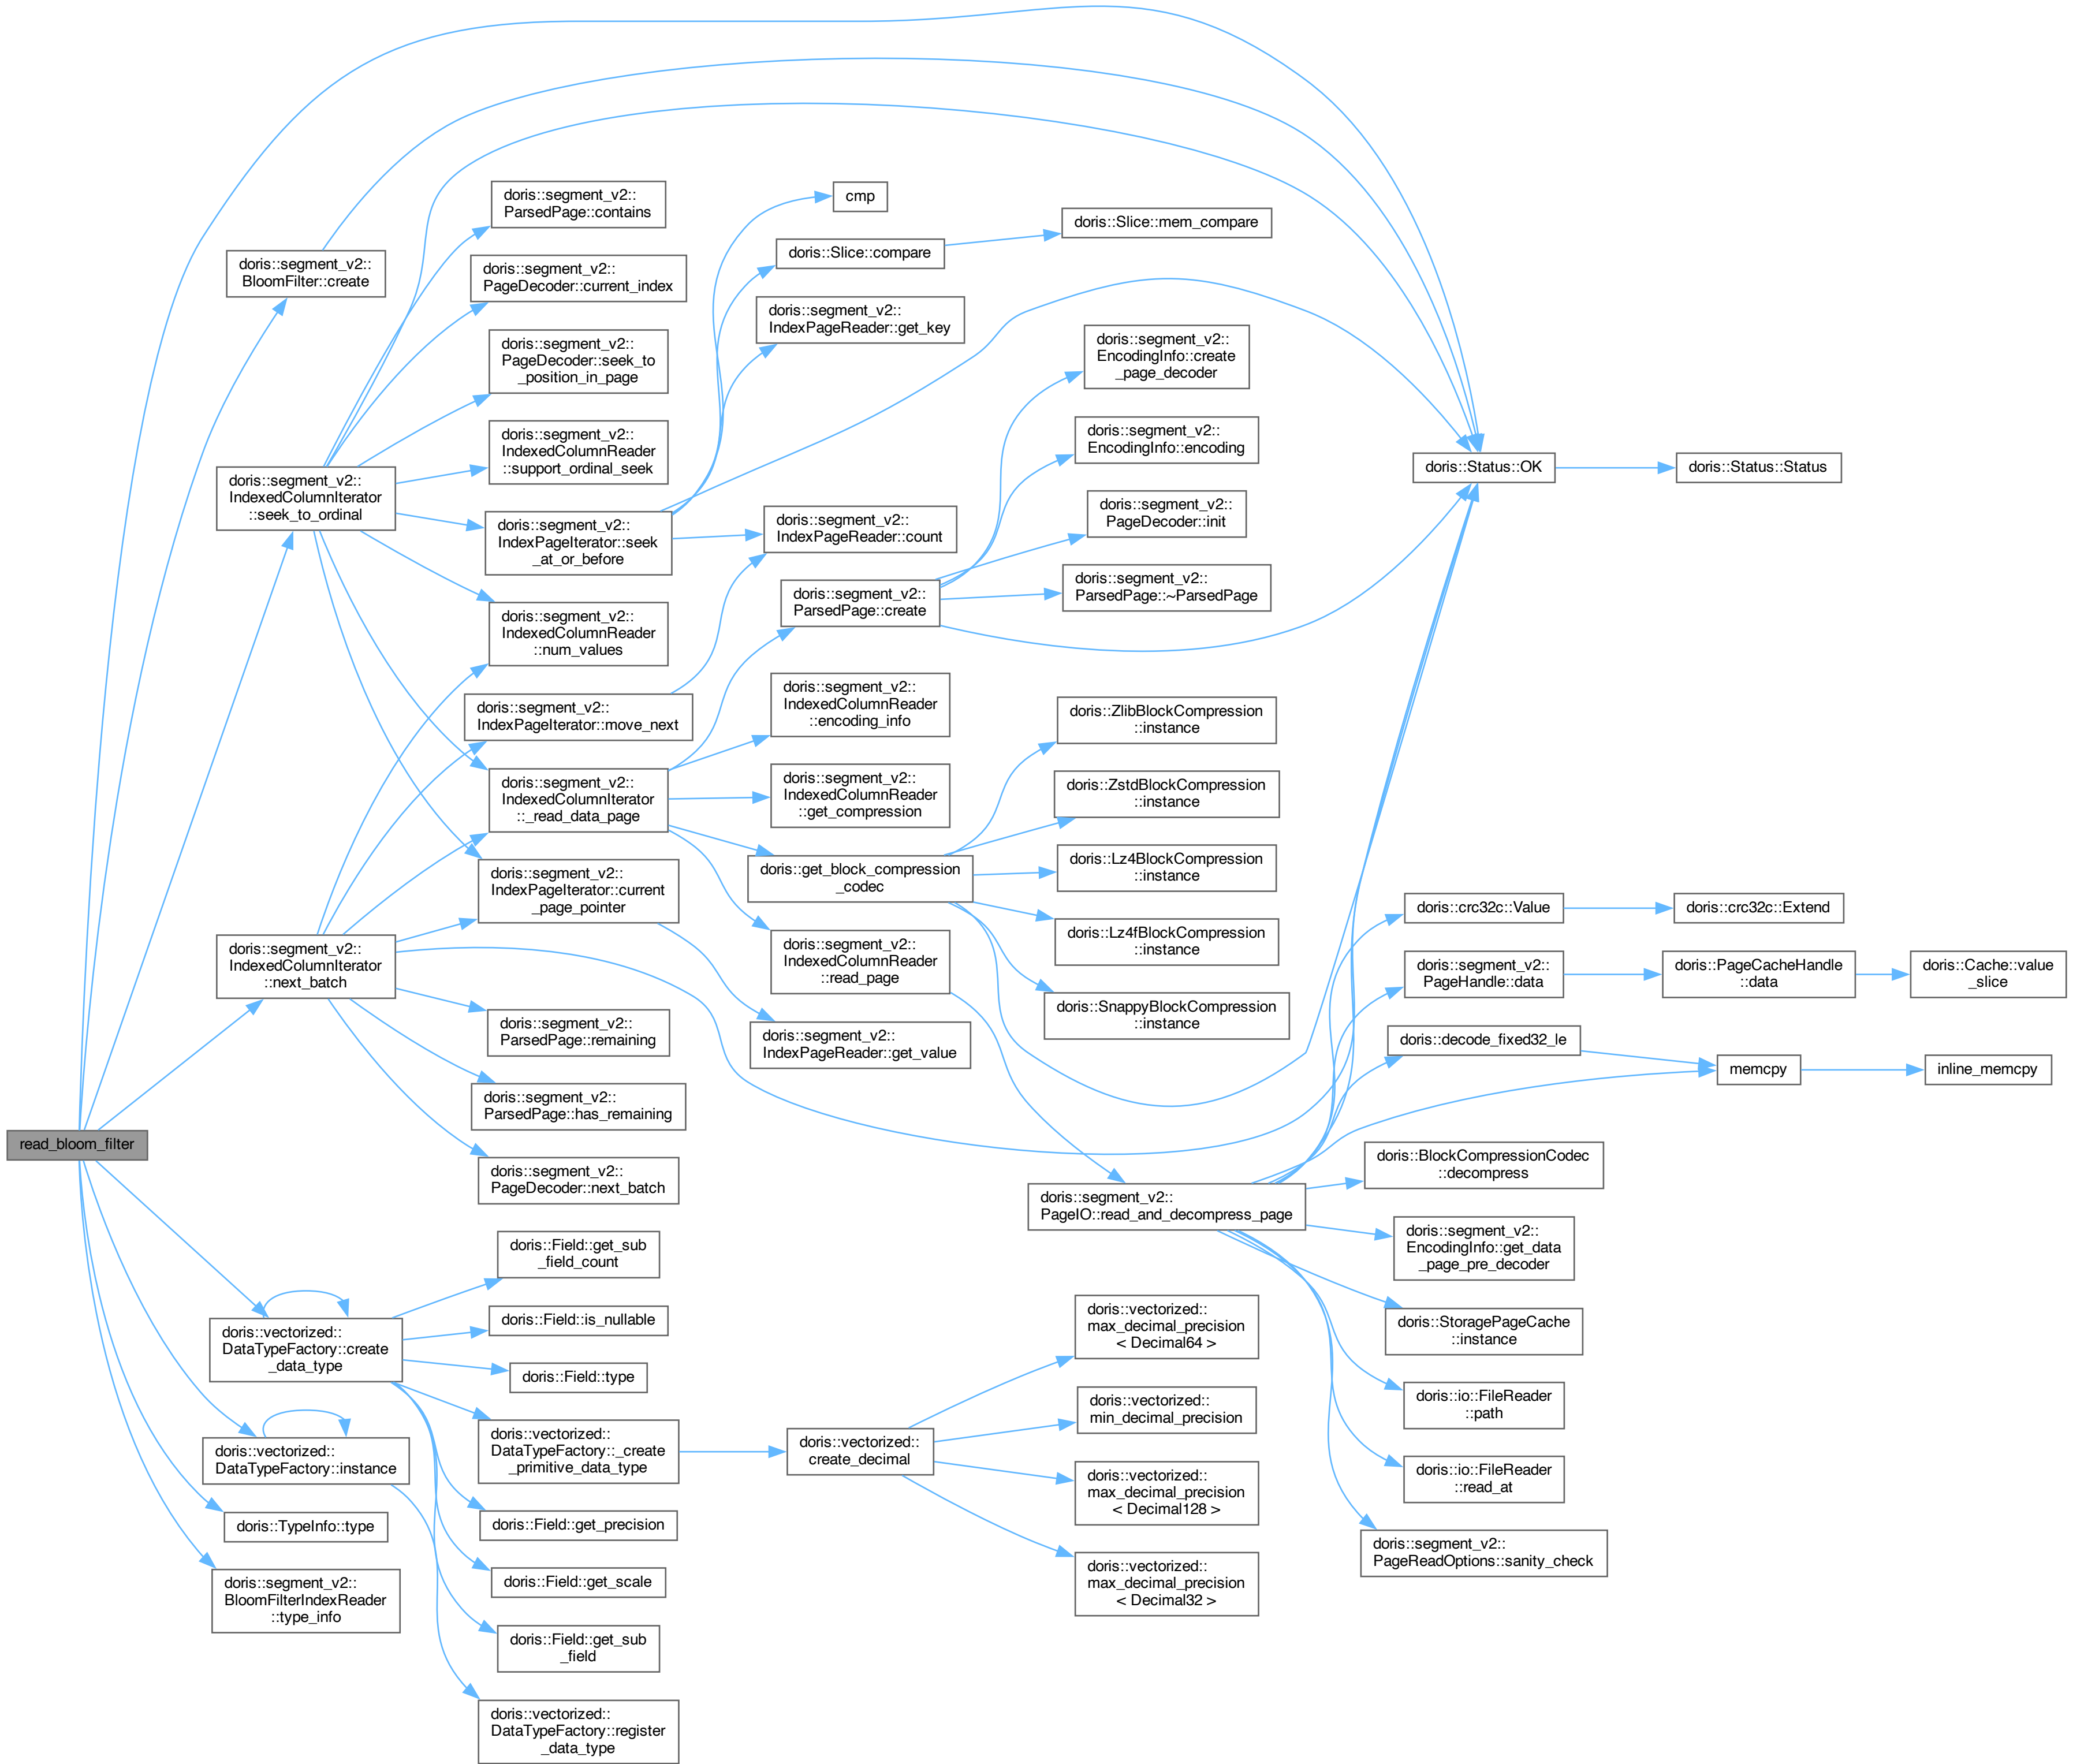 read_bloom_filter
doris::segment_v2::
BloomFilter::create
doris::segment_v2::
IndexedColumnIterator
::seek_to_ordinal
doris::segment_v2::
IndexedColumnIterator
::next_batch
doris::vectorized::
DataTypeFactory::create
_data_type
doris::vectorized::
DataTypeFactory::instance
doris::TypeInfo::type
doris::segment_v2::
BloomFilterIndexReader
::type_info
doris::segment_v2::
ParsedPage::contains
doris::segment_v2::
PageDecoder::current_index
doris::segment_v2::
PageDecoder::seek_to
_position_in_page
doris::segment_v2::
IndexedColumnReader
::support_ordinal_seek
doris::segment_v2::
IndexPageIterator::seek
_at_or_before
doris::segment_v2::
IndexedColumnReader
::num_values
doris::segment_v2::
IndexPageIterator::move_next
doris::segment_v2::
IndexedColumnIterator
::_read_data_page
doris::segment_v2::
IndexPageIterator::current
_page_pointer
doris::segment_v2::
ParsedPage::remaining
doris::segment_v2::
ParsedPage::has_remaining
doris::segment_v2::
PageDecoder::next_batch
doris::Field::get_sub
_field_count
doris::Field::is_nullable
doris::Field::type
doris::vectorized::
DataTypeFactory::_create
_primitive_data_type
doris::Field::get_precision
doris::Field::get_scale
doris::Field::get_sub
_field
doris::vectorized::
DataTypeFactory::register
_data_type
cmp
doris::Slice::compare
doris::segment_v2::
IndexPageReader::get_key
doris::segment_v2::
IndexPageReader::count
doris::segment_v2::
ParsedPage::create
doris::segment_v2::
IndexedColumnReader
::encoding_info
doris::segment_v2::
IndexedColumnReader
::get_compression
doris::get_block_compression
_codec
doris::segment_v2::
IndexedColumnReader
::read_page
doris::segment_v2::
IndexPageReader::get_value
doris::vectorized::
create_decimal
doris::Slice::mem_compare
doris::segment_v2::
EncodingInfo::create
_page_decoder
doris::segment_v2::
EncodingInfo::encoding
doris::segment_v2::
PageDecoder::init
doris::segment_v2::
ParsedPage::~ParsedPage
doris::ZlibBlockCompression
::instance
doris::ZstdBlockCompression
::instance
doris::Lz4BlockCompression
::instance
doris::Lz4fBlockCompression
::instance
doris::SnappyBlockCompression
::instance
doris::segment_v2::
PageIO::read_and_decompress_page
doris::vectorized::
max_decimal_precision
< Decimal64 >
doris::vectorized::
min_decimal_precision
doris::vectorized::
max_decimal_precision
< Decimal128 >
doris::vectorized::
max_decimal_precision
< Decimal32 >
doris::Status::OK
doris::crc32c::Value
doris::segment_v2::
PageHandle::data
doris::decode_fixed32_le
doris::BlockCompressionCodec
::decompress
doris::segment_v2::
EncodingInfo::get_data
_page_pre_decoder
doris::StoragePageCache
::instance
doris::io::FileReader
::path
doris::io::FileReader
::read_at
doris::segment_v2::
PageReadOptions::sanity_check
doris::Status::Status
doris::crc32c::Extend
doris::PageCacheHandle
::data
memcpy
doris::Cache::value
_slice
inline_memcpy